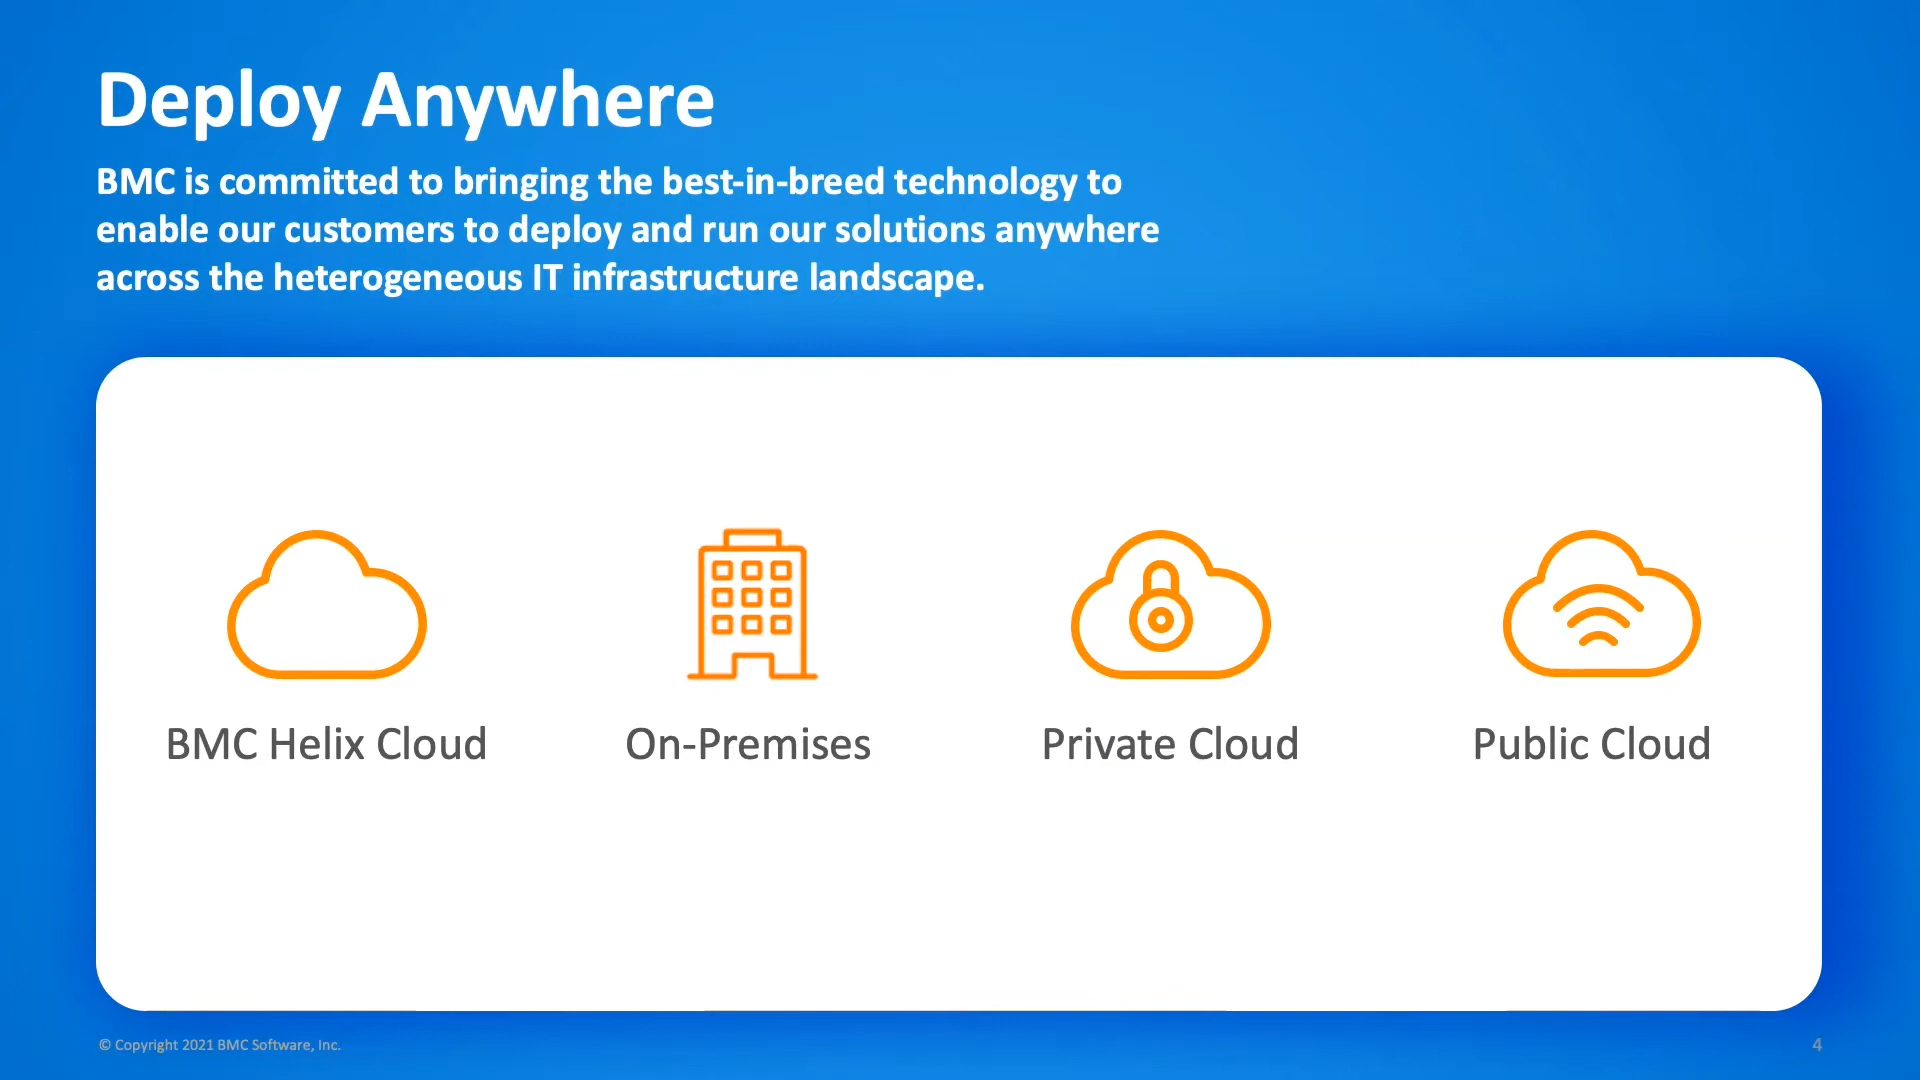 Deploy Anywhere
BMC is committed to bringing the best-in-breed technology to
enable our customers to deploy and run our solutions anywhere
across the heterogeneous IT infrastructure landscape.
BMC Helix Cloud
On-Premises
Private Cloud
Public Cloud
© Copyright 2021 BMC Software, Inc.
4